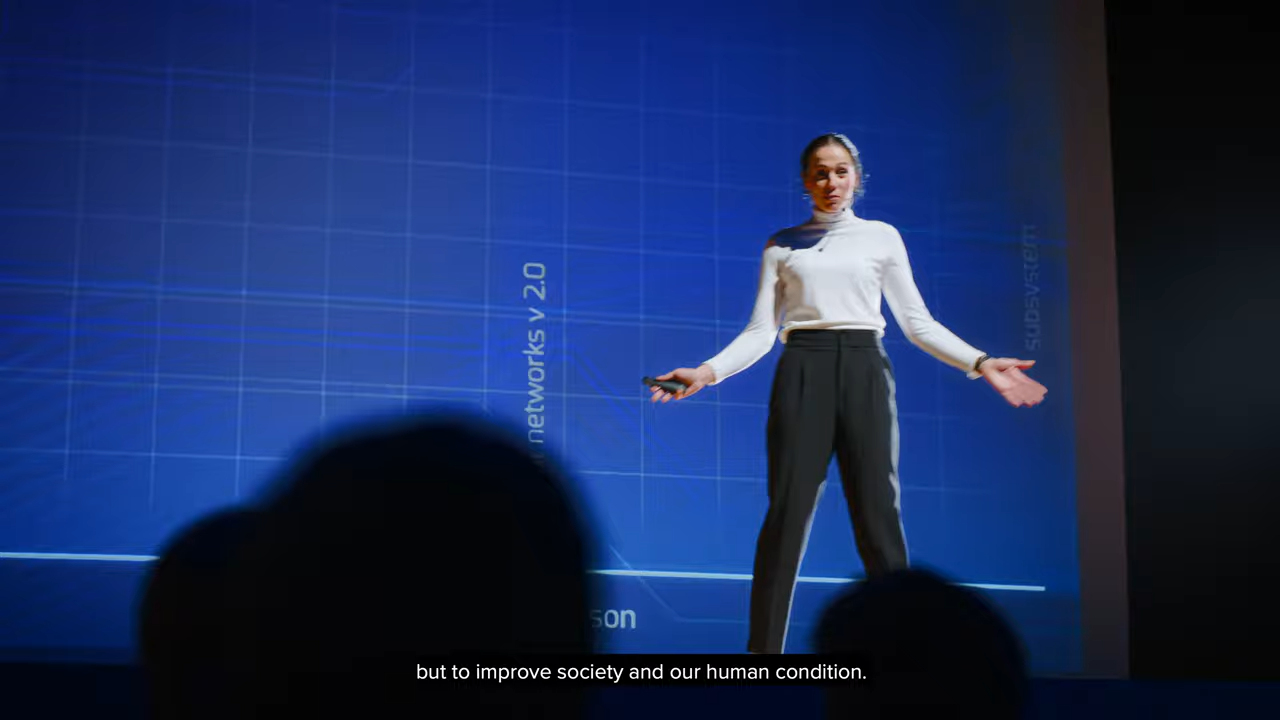 networks v 2.0
subsystem
son
but to improve society and our human condition.